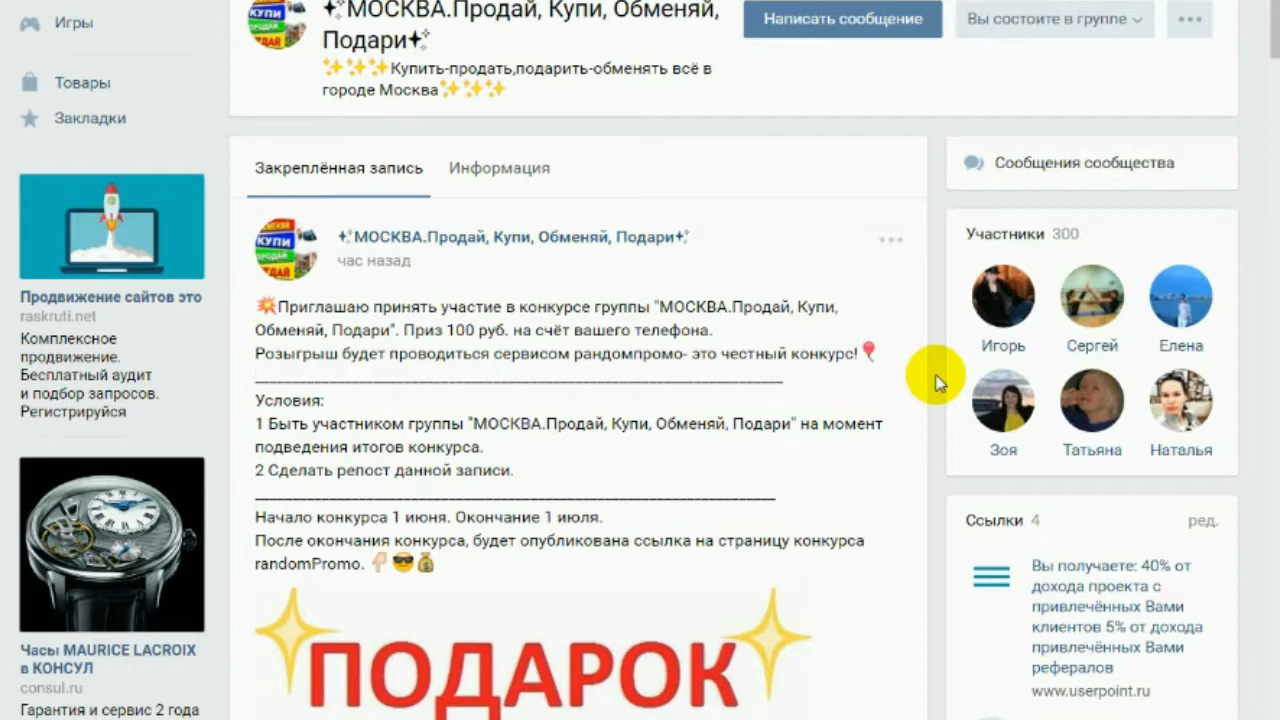 Игры
Товары
Закладки
Продвижение сайтов это
raskruti.net
Комплексное
продвижение.
Бесплатный аудит
и подбор запросов.
Регистрируйся
Часы MAURICE LACROIX
в КОНСУЛ
consul.ru
Гарантия и сервис 2 года
КУПИ
ПРОДАЙ
МОСКВА.Продай, Купи, Обменяй,
Подари
Купить-продать,подарить-обменять всё в
городе Москва
Написать сообщение
Вы состоите в группе
Закреплённая запись
Информация
КУПИ
МОСКВА.Продай, Купи, Обменяй, Подари
час назад
Приглашаю принять участие в конкурсе группы "МОСКВА.Продай, Купи,
Обменяй, Подари". Приз 100 руб. на счёт вашего телефона.
Розыгрыш будет проводиться сервисом рандомпромо- это честный конкурс!
Условия:
1 Быть участником группы "МОСКВА.Продай, Купи, Обменяй, Подари" на момент
подведения итогов конкурса.
2 Сделать репост данной записи.
Начало конкурса 1 июня. Окончание 1 июля.
После окончания конкурса, будет опубликована ссылка на страницу конкурса
randomPromo.
ПОДАРОК
Сообщения сообщества
Участники 300
Игорь
Сергей
Елена
Зоя
Татьяна
Наталья
Ссылки 4
ред.
Вы получаете: 40% от
дохода проекта с
привлечённых Вами
клиентов 5% от дохода
привлечённых Вами
рефералов
www.userpoint.ru